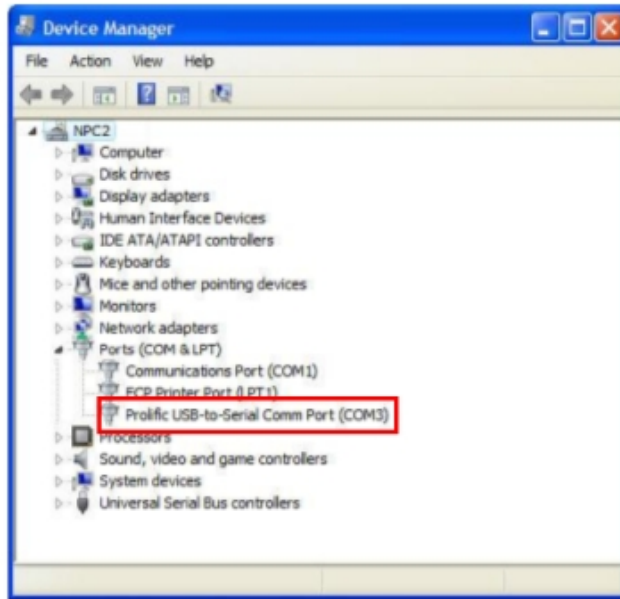 Device Manager
File Action View Help
NPC2
Computer
Disk drives
Display adapters
Human Interface Devices
IDE ATA/ATAPI controllers
Keyboards
Mice and other pointing devices
Monitors
Network adapters
Ports (COM & LPT)
Communications Port (COM1)
ECP Printer Port (LPT1)
Prolific USB-to-Serial Comm Port (COM3)
Processors
Sound, video and game controllers
System devices
Universal Serial Bus controllers